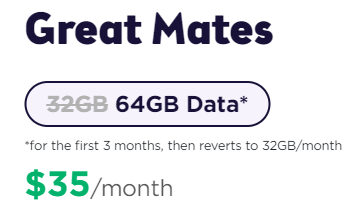 Great Mates
32GB 64GB Data*
*for the first 3 months, then reverts to 32GB/month
$35/month